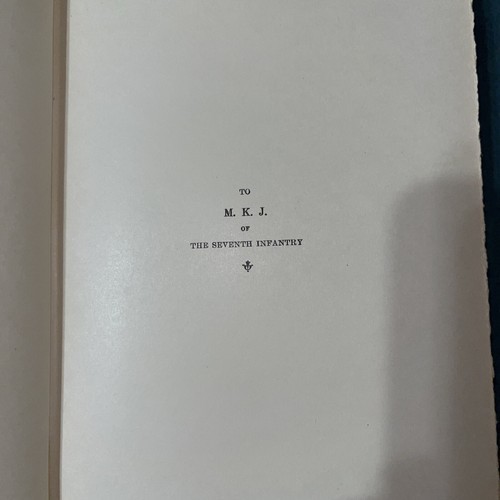 TO
M. K. J.
OF
THE SEVENTH INFANTRY